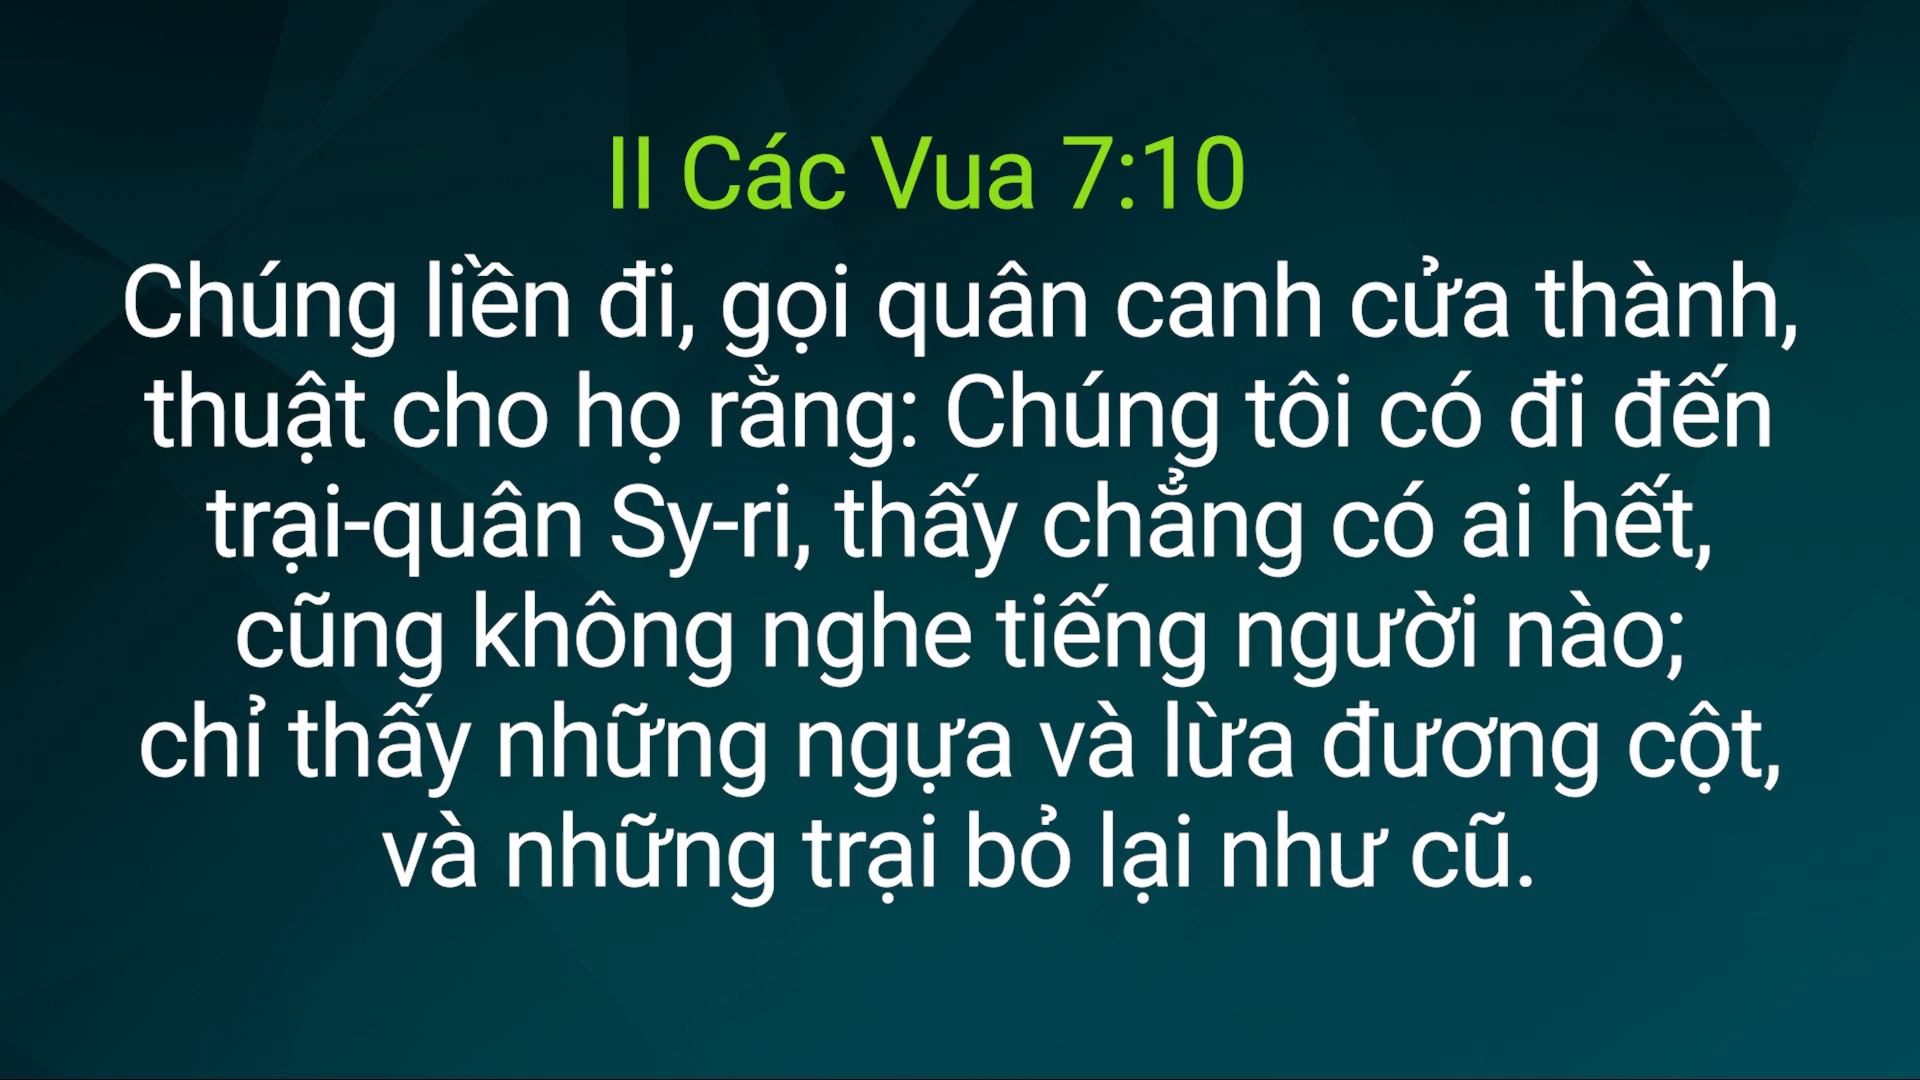 II Các Vua 7:10
Chúng liền đi, gọi quân canh cửa thành,
thuật cho họ rằng: Chúng tôi có đi đến
trại-quân Sy-ri, thấy chẳng có ai hết,
cũng không nghe tiếng người nào;
chỉ thấy những ngựa và lừa đương cột,
và những trại bỏ lại như cũ.